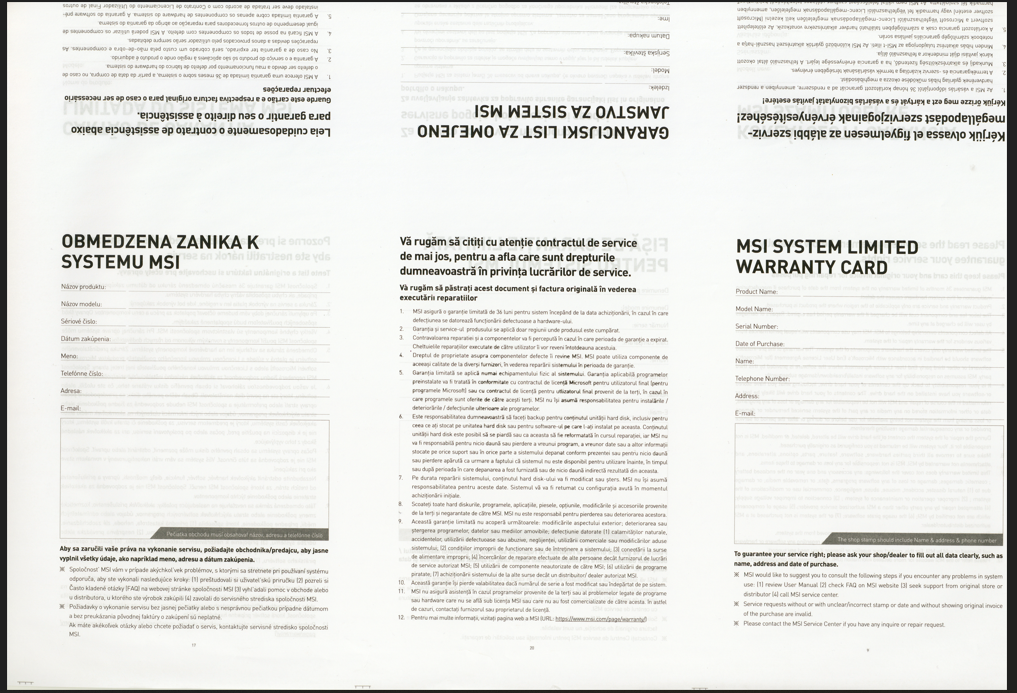 OBMEDZENA ZANIKA K
SYSTEMU MSI
Názov produktu:
Názov modelu:
Sériové číslo:
Dátum zakúpenia:
Meno:
Telefónne číslo:
Adresa:
E-mail:
Pečiatka obchodu musí obsahovať názov, adresu a telefónne číslo
Aby sa zaručili vaše práva na vykonanie servisu, požiadajte obchodníka/predajcu, aby jasne
vyplnil všetky údaje, ako napríklad meno, adresu a dátum zakúpenia.
Spoločnosť MSI vám v prípade akýchkoľvek problémov, s ktorými sa stretnete pri používaní systému
odporúča, aby ste vykonali nasledujúce kroky: (1) preštudovali si užívateľskú príručku (2) pozreli si
Často kladené otázky (FAQ) na webovej stránke spoločnosti MSI (3) vyhľadali pomoc v obchode alebo
u distribútora, u ktorého ste výrobok zakúpili (4) zavolali do servisného strediska spoločnosti MSI.
Požiadavky o vykonanie servisu bez jasnej pečiatky alebo s nesprávnou pečiatkou prípadne dátumom
a bez preukázania pôvodnej faktúry o zakúpení sú neplatné.
Ak máte akékoľvek otázky alebo chcete požiadať o servis, kontaktujte servisné stredisko spoločnosti
MSI.
Vă rugăm să citiți cu atenție contractul de service
de mai jos, pentru a afla care sunt drepturile
dumneavoastră în privința lucrărilor de service.
Vă rugăm să păstrați acest document și factura originală în vederea
executării reparatiilor
1. MSI asigură o garanție limitată de 36 luni pentru sistem începând de la data achiziționării, în cazul în care
defecțiunea se datorează funcționării defectuoase a hardware-ului.
2. Garanția și service-ul produsului se aplică doar regiunii unde produsul este cumpărat.
3. Contravaloarea reparației și a componentelor va fi percepută în cazul în care perioada de garanție a expirat.
Cheltuielile reparațiilor executate de către utilizator îi vor reveni întotdeauna acestuia.
4. Dreptul de proprietate asupra componentelor defecte îi revine MSI. MSI poate utiliza componente de
aceeași calitate de la diverși furnizori, în vederea reparării sistemului în perioada de garanție.
5. Garanția limitată se aplică numai echipamentului fizic al sistemului. Garanția aplicabilă programelor
preinstalate va fi tratată în conformitate cu contractul de licență Microsoft pentru utilizatorul final (pentru
programele Microsoft) sau cu contractul de licență pentru utilizatorul final provenit de la terți, în cazul în
care programele sunt oferite de către acești terți. MSI nu își asumă responsabilitatea pentru instalările /
deteriorările / defecțiunile ulterioare ale programelor.
6. Este responsabilitatea dumneavoastră să faceți backup pentru conținutul unității hard disk, inclusiv pentru
ceea ce ați stocat pe unitatea hard disk sau pentru software-ul pe care l-ați instalat pe aceasta. Conținutul
unității hard disk este posibil să se piardă sau ca aceasta să fie reformatată în cursul reparației, iar MSI nu
va fi responsabilă pentru nicio daună sau pierdere a vreunui program, a vreunor date sau a altor informații
stocate pe orice suport sau în orice parte a sistemului depanat conform prezentei sau pentru nicio daună
sau pierdere apărută ca urmare a faptului că sistemul nu este disponibil pentru utilizare înainte, în timpul
sau după perioada în care depanarea a fost furnizată sau de nicio daună indirectă rezultată din aceasta.
7. Pe durata reparării sistemului, conținutul hard disk-ului va fi modificat sau șters. MSI nu își asumă
responsabilitatea pentru aceste date. Sistemul vă va fi returnat cu configurația avută în momentul
achiziționării inițiale.
8. Scoateți toate hard diskurile, programele, aplicațiile, piesele, opțiunile, modificările și accesoriile provenite
de la terți și negarantate de către MSI. MSI nu este responsabil pentru pierderea sau deteriorarea acestora.
9. Această garanție limitată nu acoperă următoarele: modificările aspectului exterior; deteriorarea sau
ștergerea programelor, datelor sau mediilor amovibile; defecțiunile datorate (1) calamităților naturale,
accidentelor, utilizării defectuoase sau abuzive, neglijenței, utilizării comerciale sau modificărilor aduse
sistemului; (2) condițiilor improprii de funcționare sau de întreținere a sistemului; (3) conectării la surse
de alimentare improprii, (4) încercărilor de reparare efectuate de alte persoane decât furnizorul de lucrări
de service autorizat MSI; (5) utilizării de componente neautorizate de către MSI; (6) utilizării de programe
piratate; (7) achiziționării sistemului de la alte surse decât un distribuitor/ dealer autorizat MSI.
10. Această garanție își pierde valabilitatea dacă numărul de serie a fost modificat sau îndepărtat de pe sistem.
11. MSI nu asigură asistență în cazul programelor provenite de la terți sau al problemelor legate de programe
sau hardware care nu se află sub licență MSI sau care nu au fost comercializate de către acesta. În astfel
de cazuri, contactați furnizorul sau proprietarul de licență.
12. Pentru mai multe informații, vizitați pagina web a MSI (URL: https://www.msi.com/page/warranty/)
MSI SYSTEM LIMITED
WARRANTY CARD
Product Name:
Model Name:
Serial Number:
Date of Purchase:
Name:
Telephone Number:
Address:
E-mail:
The shop stamp should include Name & address & phone number
To guarantee your service right; please ask your shop/dealer to fill out all data clearly, such as
name, address and date of purchase.
MSI would like to suggest you to consult the following steps if you encounter any problems in system
use: (1) review User Manual (2) check FAQ on MSI website (3) seek support from original store or
distributor (4) call MSI service center.
Service requests without or with unclear/incorrect stamp or date and without showing original invoice
of the purchase are invalid.
Please contact the MSI Service Center if you have any inquire or repair request.
Leia cuidadosamente o contrato de assistência abaixo
para garantir o seu direito à assistência.
Guarde este cartão e a respectiva factura original para o caso de ser necessário
efectuar reparações
GARANCIJSKI LIST ZA OMEJENO
JAMSTVO ZA SISTEM MSI
Izdelek:
Model:
Serijska številka:
Datum nakupa:
Ime:
Kérjük olvassa el figyelmesen az alábbi szerviz-
megállapodást szervizjogainak érvényesítéséhez!
Kérjük őrizze meg ezt a kártyát és a vásárlás bizonylatát javítás esetére!